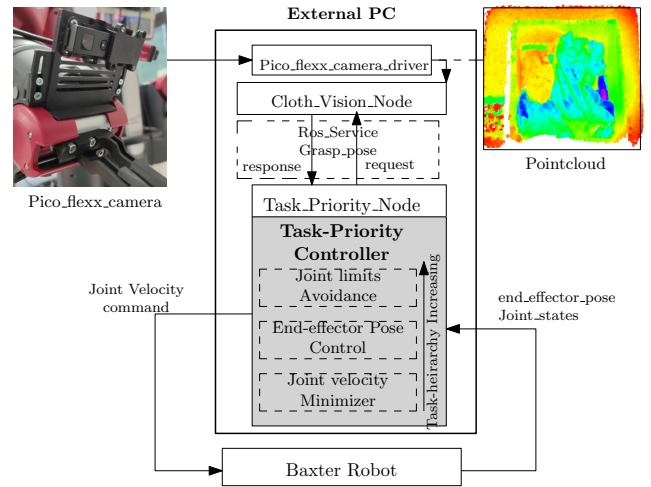 External PC
Pico_flexx_camera_driver
Cloth_Vision_Node
Ros_Service
Grasp_pose
response
request
Pointcloud
Pico_flexx_camera
Task_Priority_Node
Task-Priority
Controller
Joint limits
Avoidance
End-effector Pose
Control
Joint velocity
Minimizer
Task-heirarchy Increasing
Joint Velocity
command
end_effector_pose
Joint_states
Baxter Robot